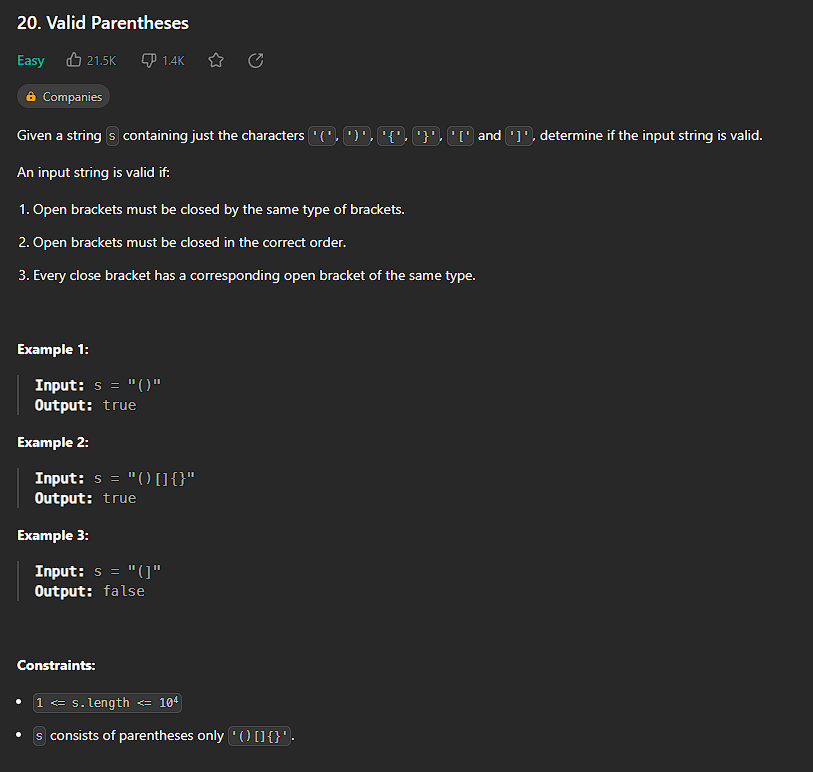 20. Valid Parentheses
Easy 21.5K 1.4K
Companies
Given a string s containing just the characters '(', ')', '{', '}', '[' and ']', determine if the input string is valid.
An input string is valid if:
1. Open brackets must be closed by the same type of brackets.
2. Open brackets must be closed in the correct order.
3. Every close bracket has a corresponding open bracket of the same type.
Example 1:
Input: s = "()"
Output: true
Example 2:
Input: s = "()[]{}"
Output: true
Example 3:
Input: s = "(]"
Output: false
Constraints:
• 1 <= s.length <= 10⁴
• s consists of parentheses only '()[]{}'.